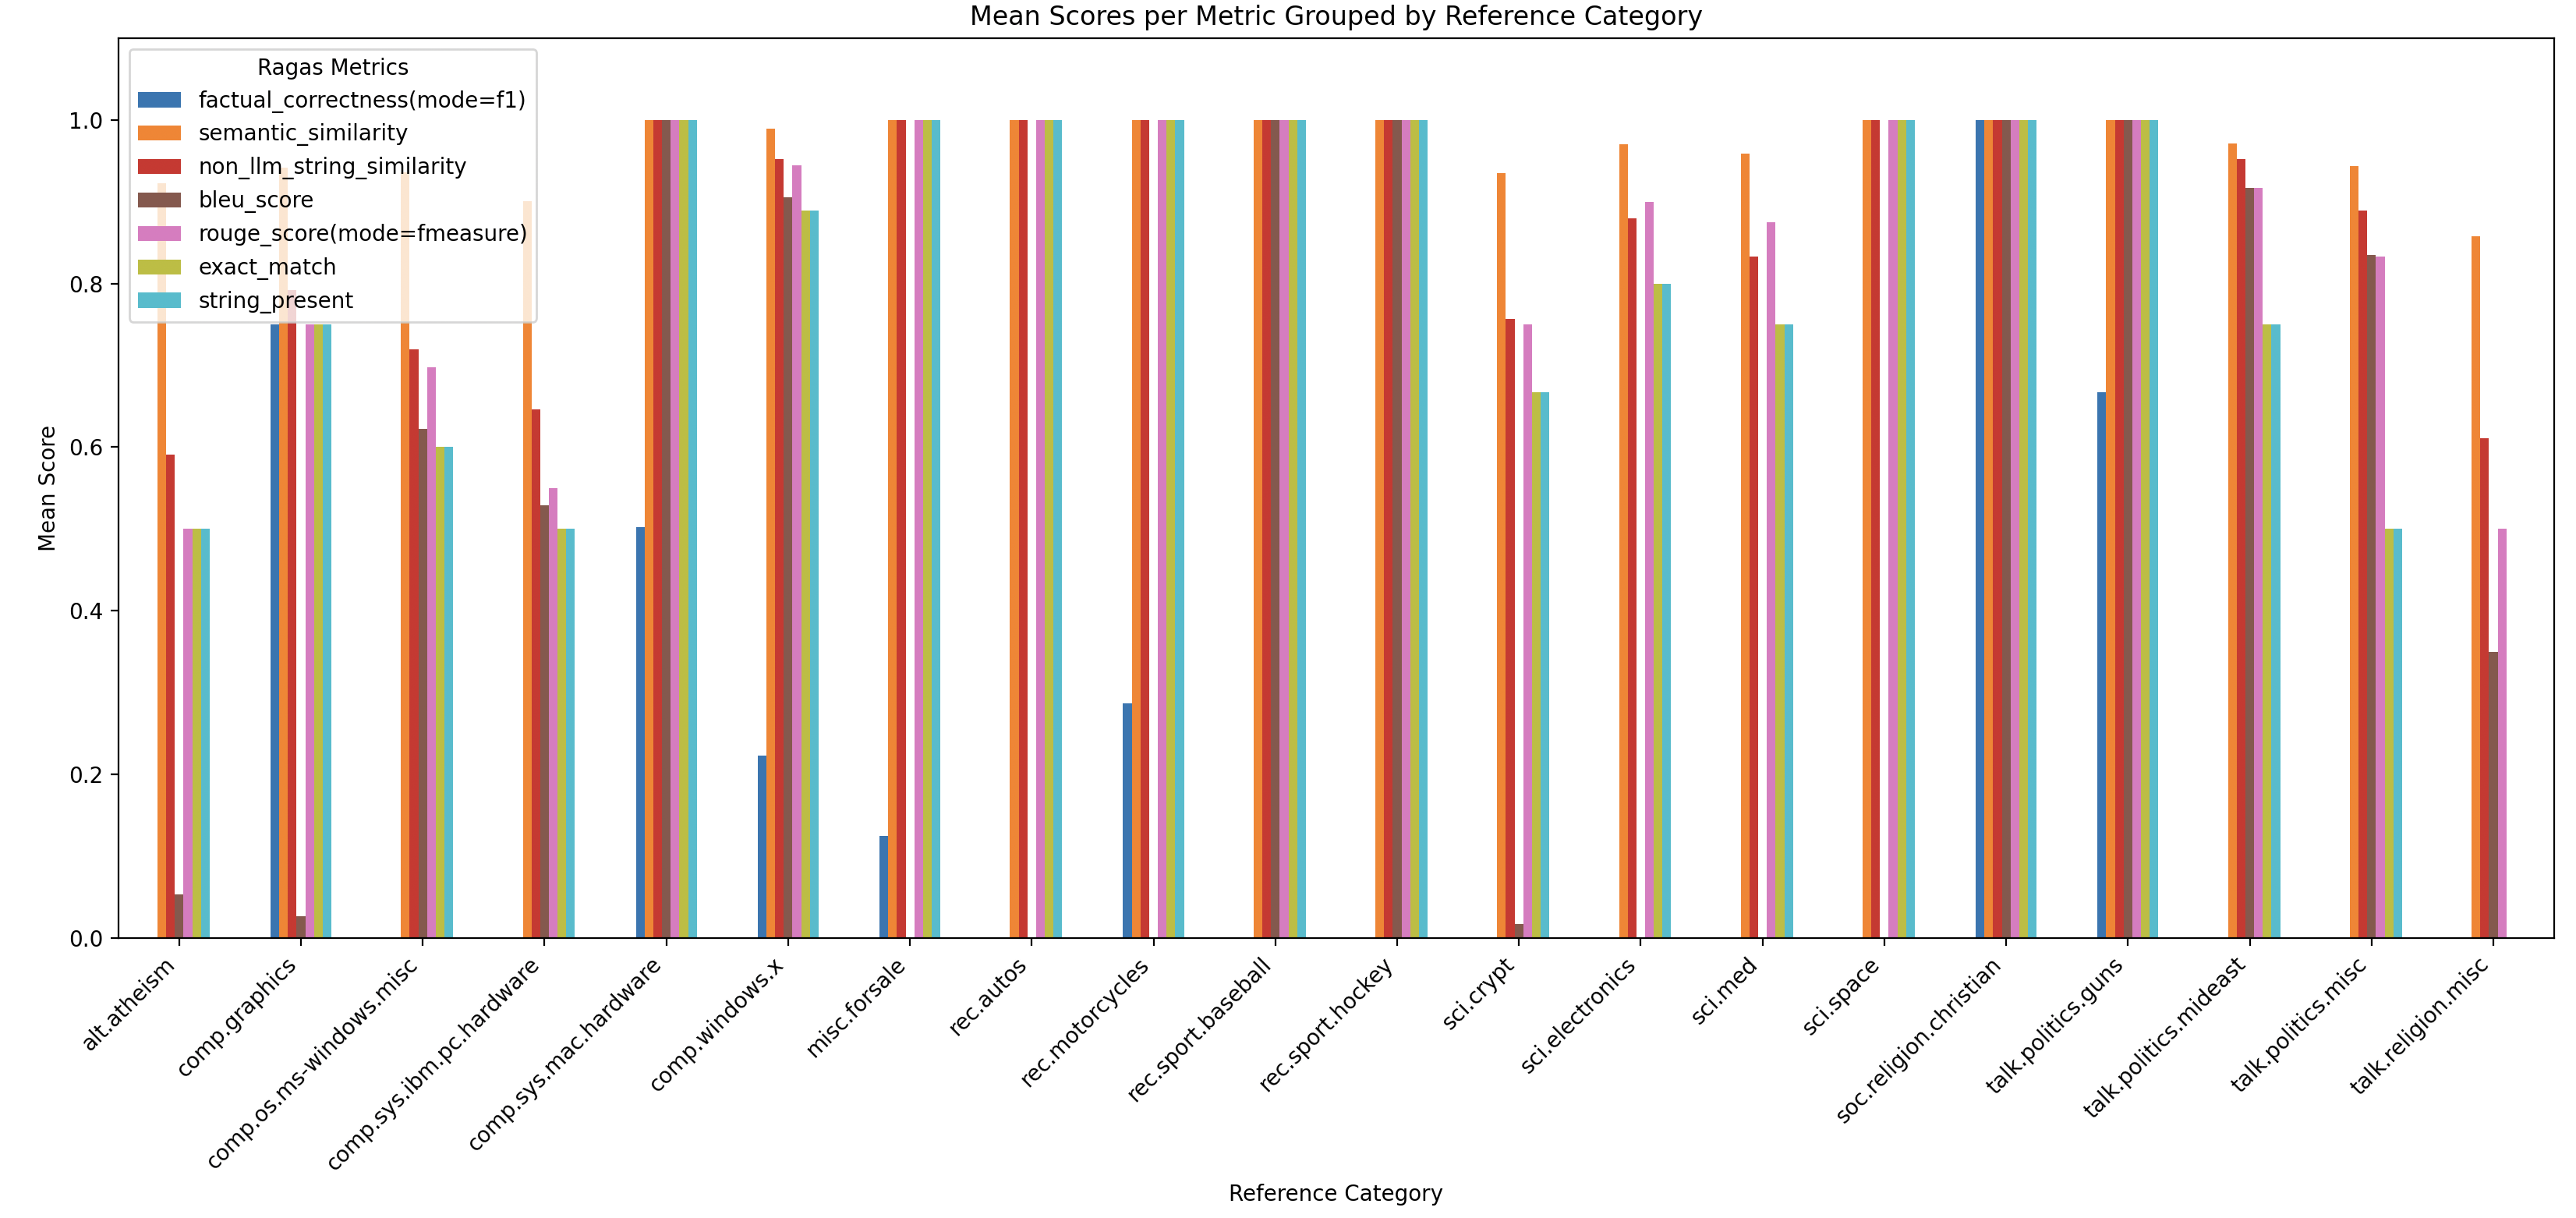 Mean Scores per Metric Grouped by Reference Category
Ragas Metrics
factual_correctness(mode=f1)
semantic_similarity
non_llm_string_similarity
bleu_score
rouge_score(mode=fmeasure)
exact_match
string_present
Mean Score
1.0
0.8
0.6
0.4
0.2
0.0
alt.atheism
comp.graphics
comp.os.ms-windows.misc
comp.sys.ibm.pc.hardware
comp.sys.mac.hardware
comp.windows.x
misc.forsale
rec.autos
rec.motorcycles
rec.sport.baseball
rec.sport.hockey
sci.crypt
sci.electronics
sci.med
sci.space
soc.religion.christian
talk.politics.guns
talk.politics.mideast
talk.politics.misc
talk.religion.misc
Reference Category